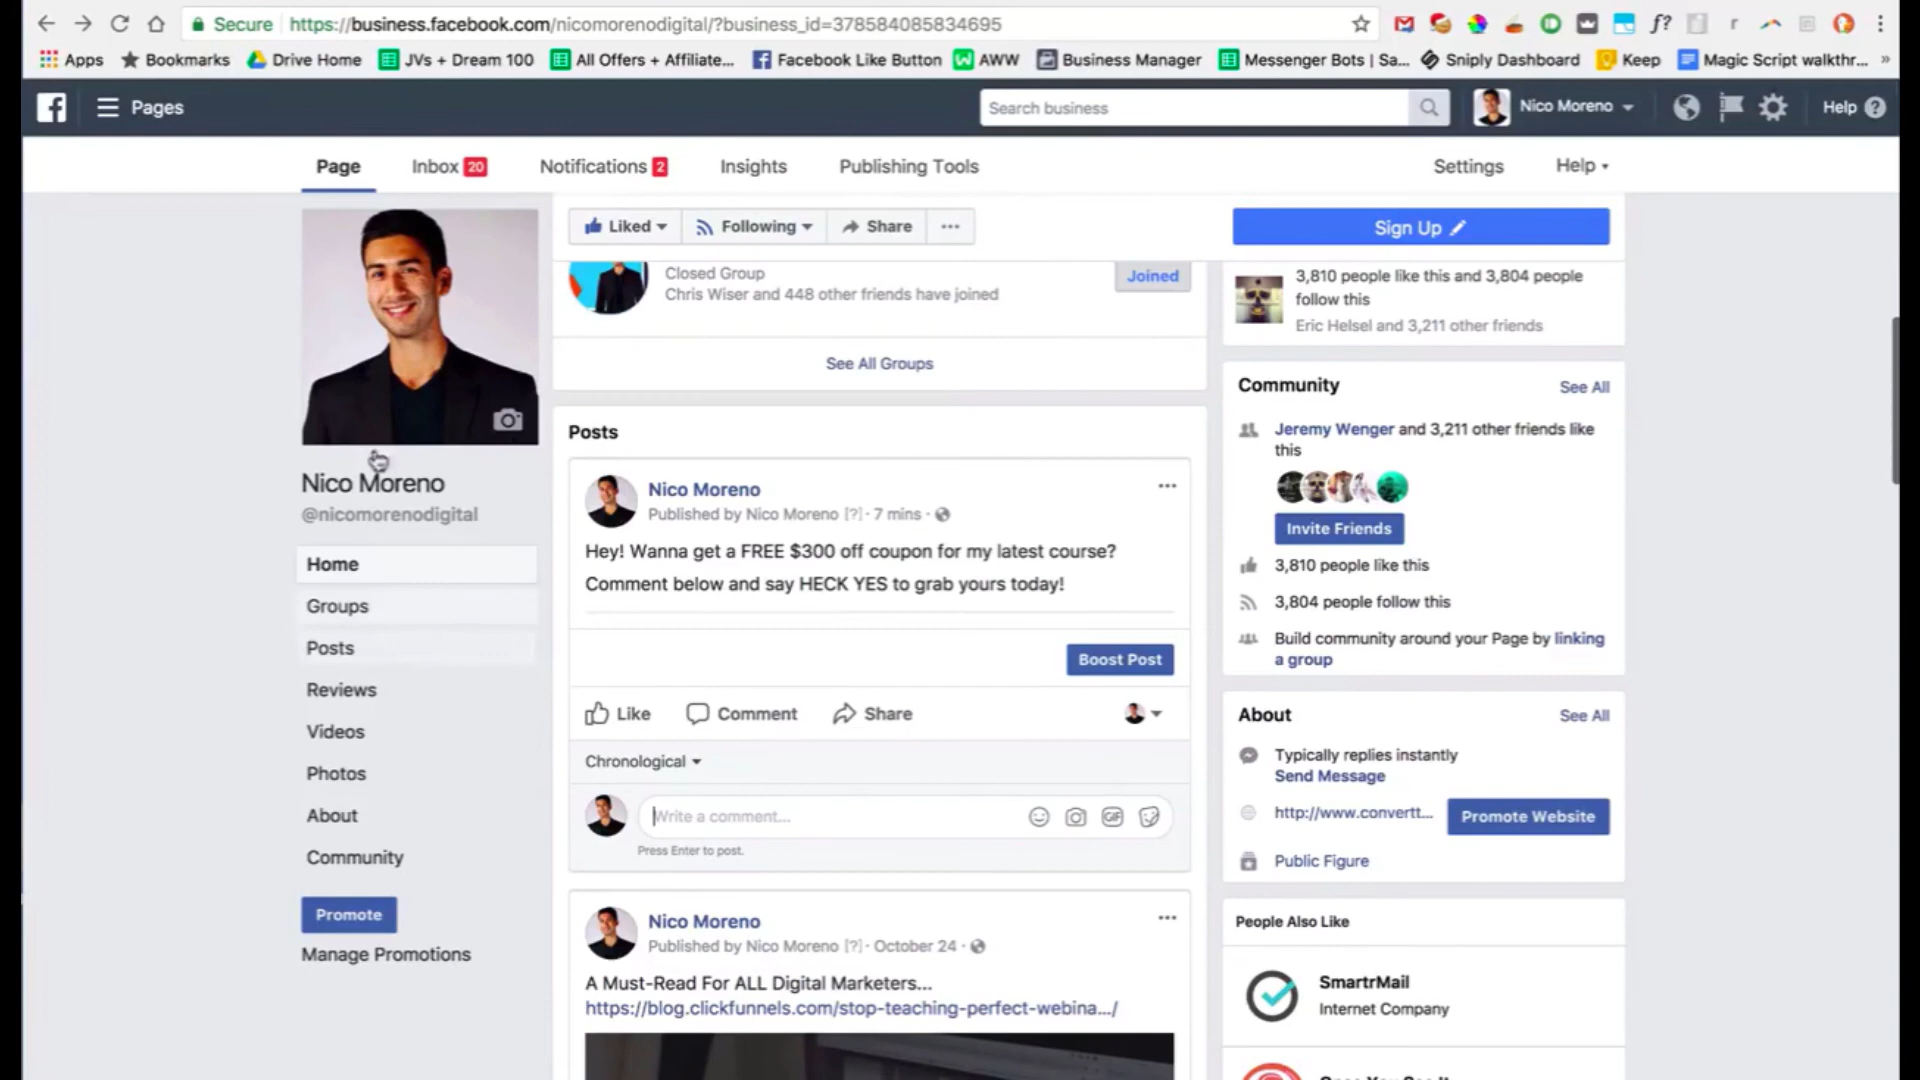 Secure https://business.facebook.com/nicomorenodigital/?business_id=378584085834695
f?
r
Apps Bookmarks Drive Home JVs + Dream 100 All Offers + Affiliate... Facebook Like Button AWW Business Manager Messenger Bots | Sa... Sniply Dashboard Keep Magic Script walkthr... »
Pages
Search business
Nico Moreno
Help
Page Inbox 20 Notifications 2 Insights Publishing Tools Settings Help
Liked Following Share ...
Sign Up
Closed Group
Chris Wiser and 448 other friends have joined
Joined
See All Groups
3,810 people like this and 3,804 people
follow this
Eric Helsel and 3,211 other friends
Nico Moreno
@nicomorenodigital
Home
Groups
Posts
Reviews
Videos
Photos
About
Community
Promote
Manage Promotions
Posts
Nico Moreno
Published by Nico Moreno [?] · 7 mins ·
Hey! Wanna get a FREE $300 off coupon for my latest course?
Comment below and say HECK YES to grab yours today!
Boost Post
Like Comment Share
Chronological
Write a comment...
GIF
Press Enter to post.
Nico Moreno
Published by Nico Moreno [?] · October 24 ·
A Must-Read For ALL Digital Marketers...
https://blog.clickfunnels.com/stop-teaching-perfect-webina.../
Community See All
Jeremy Wenger and 3,211 other friends like
this
Invite Friends
3,810 people like this
3,804 people follow this
Build community around your Page by linking
a group
About See All
Typically replies instantly
Send Message
http://www.convertt... Promote Website
Public Figure
People Also Like
SmartrMail
Internet Company